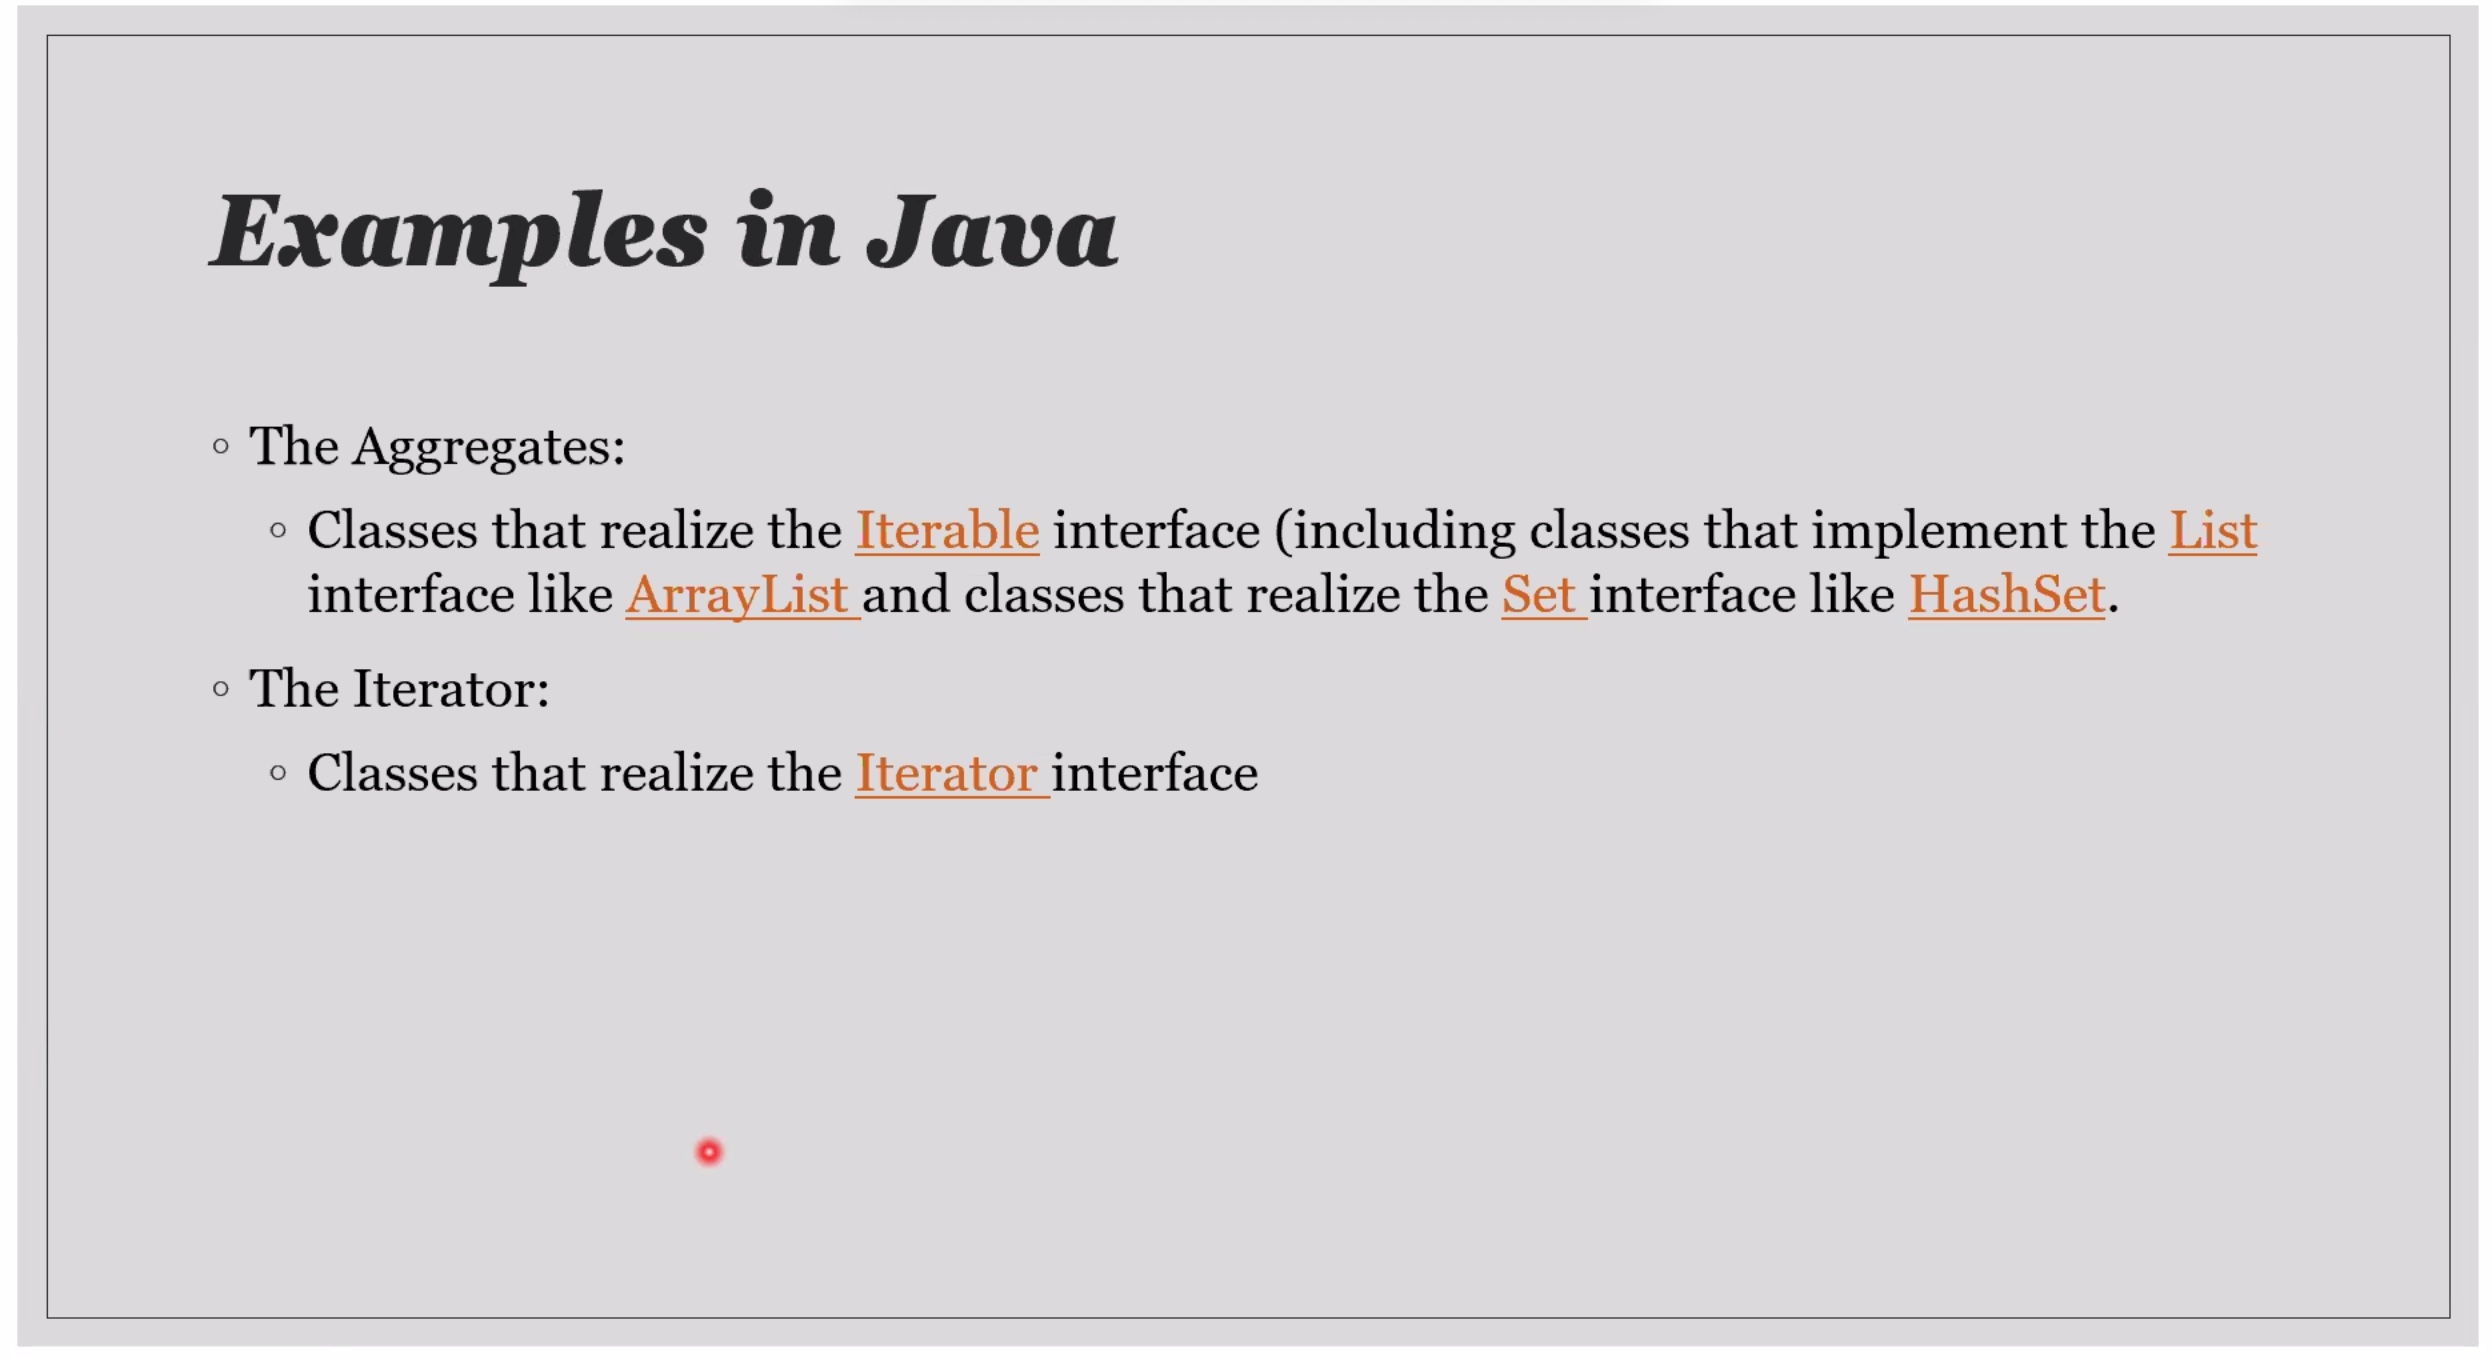 Examples in Java
◦ The Aggregates:
◦ Classes that realize the Iterable interface (including classes that implement the List
interface like ArrayList and classes that realize the Set interface like HashSet.
◦ The Iterator:
◦ Classes that realize the Iterator interface